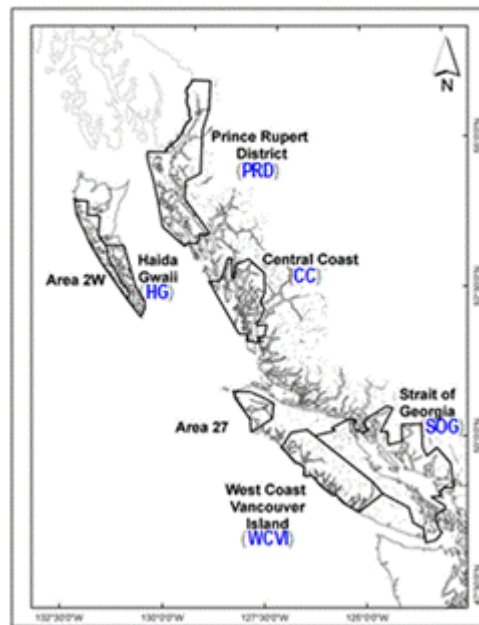 N
Prince Rupert
District
(PRD)
Haida
Gwaii
(HG)
Area 2W
Central Coast
(CC)
Strait of
Georgia
SOG)
Area 27
West Coast
Vancouver
Island
(WCVI)
132°30'0"W
130°0'0"W
127°30'0"W
125°0'0"W